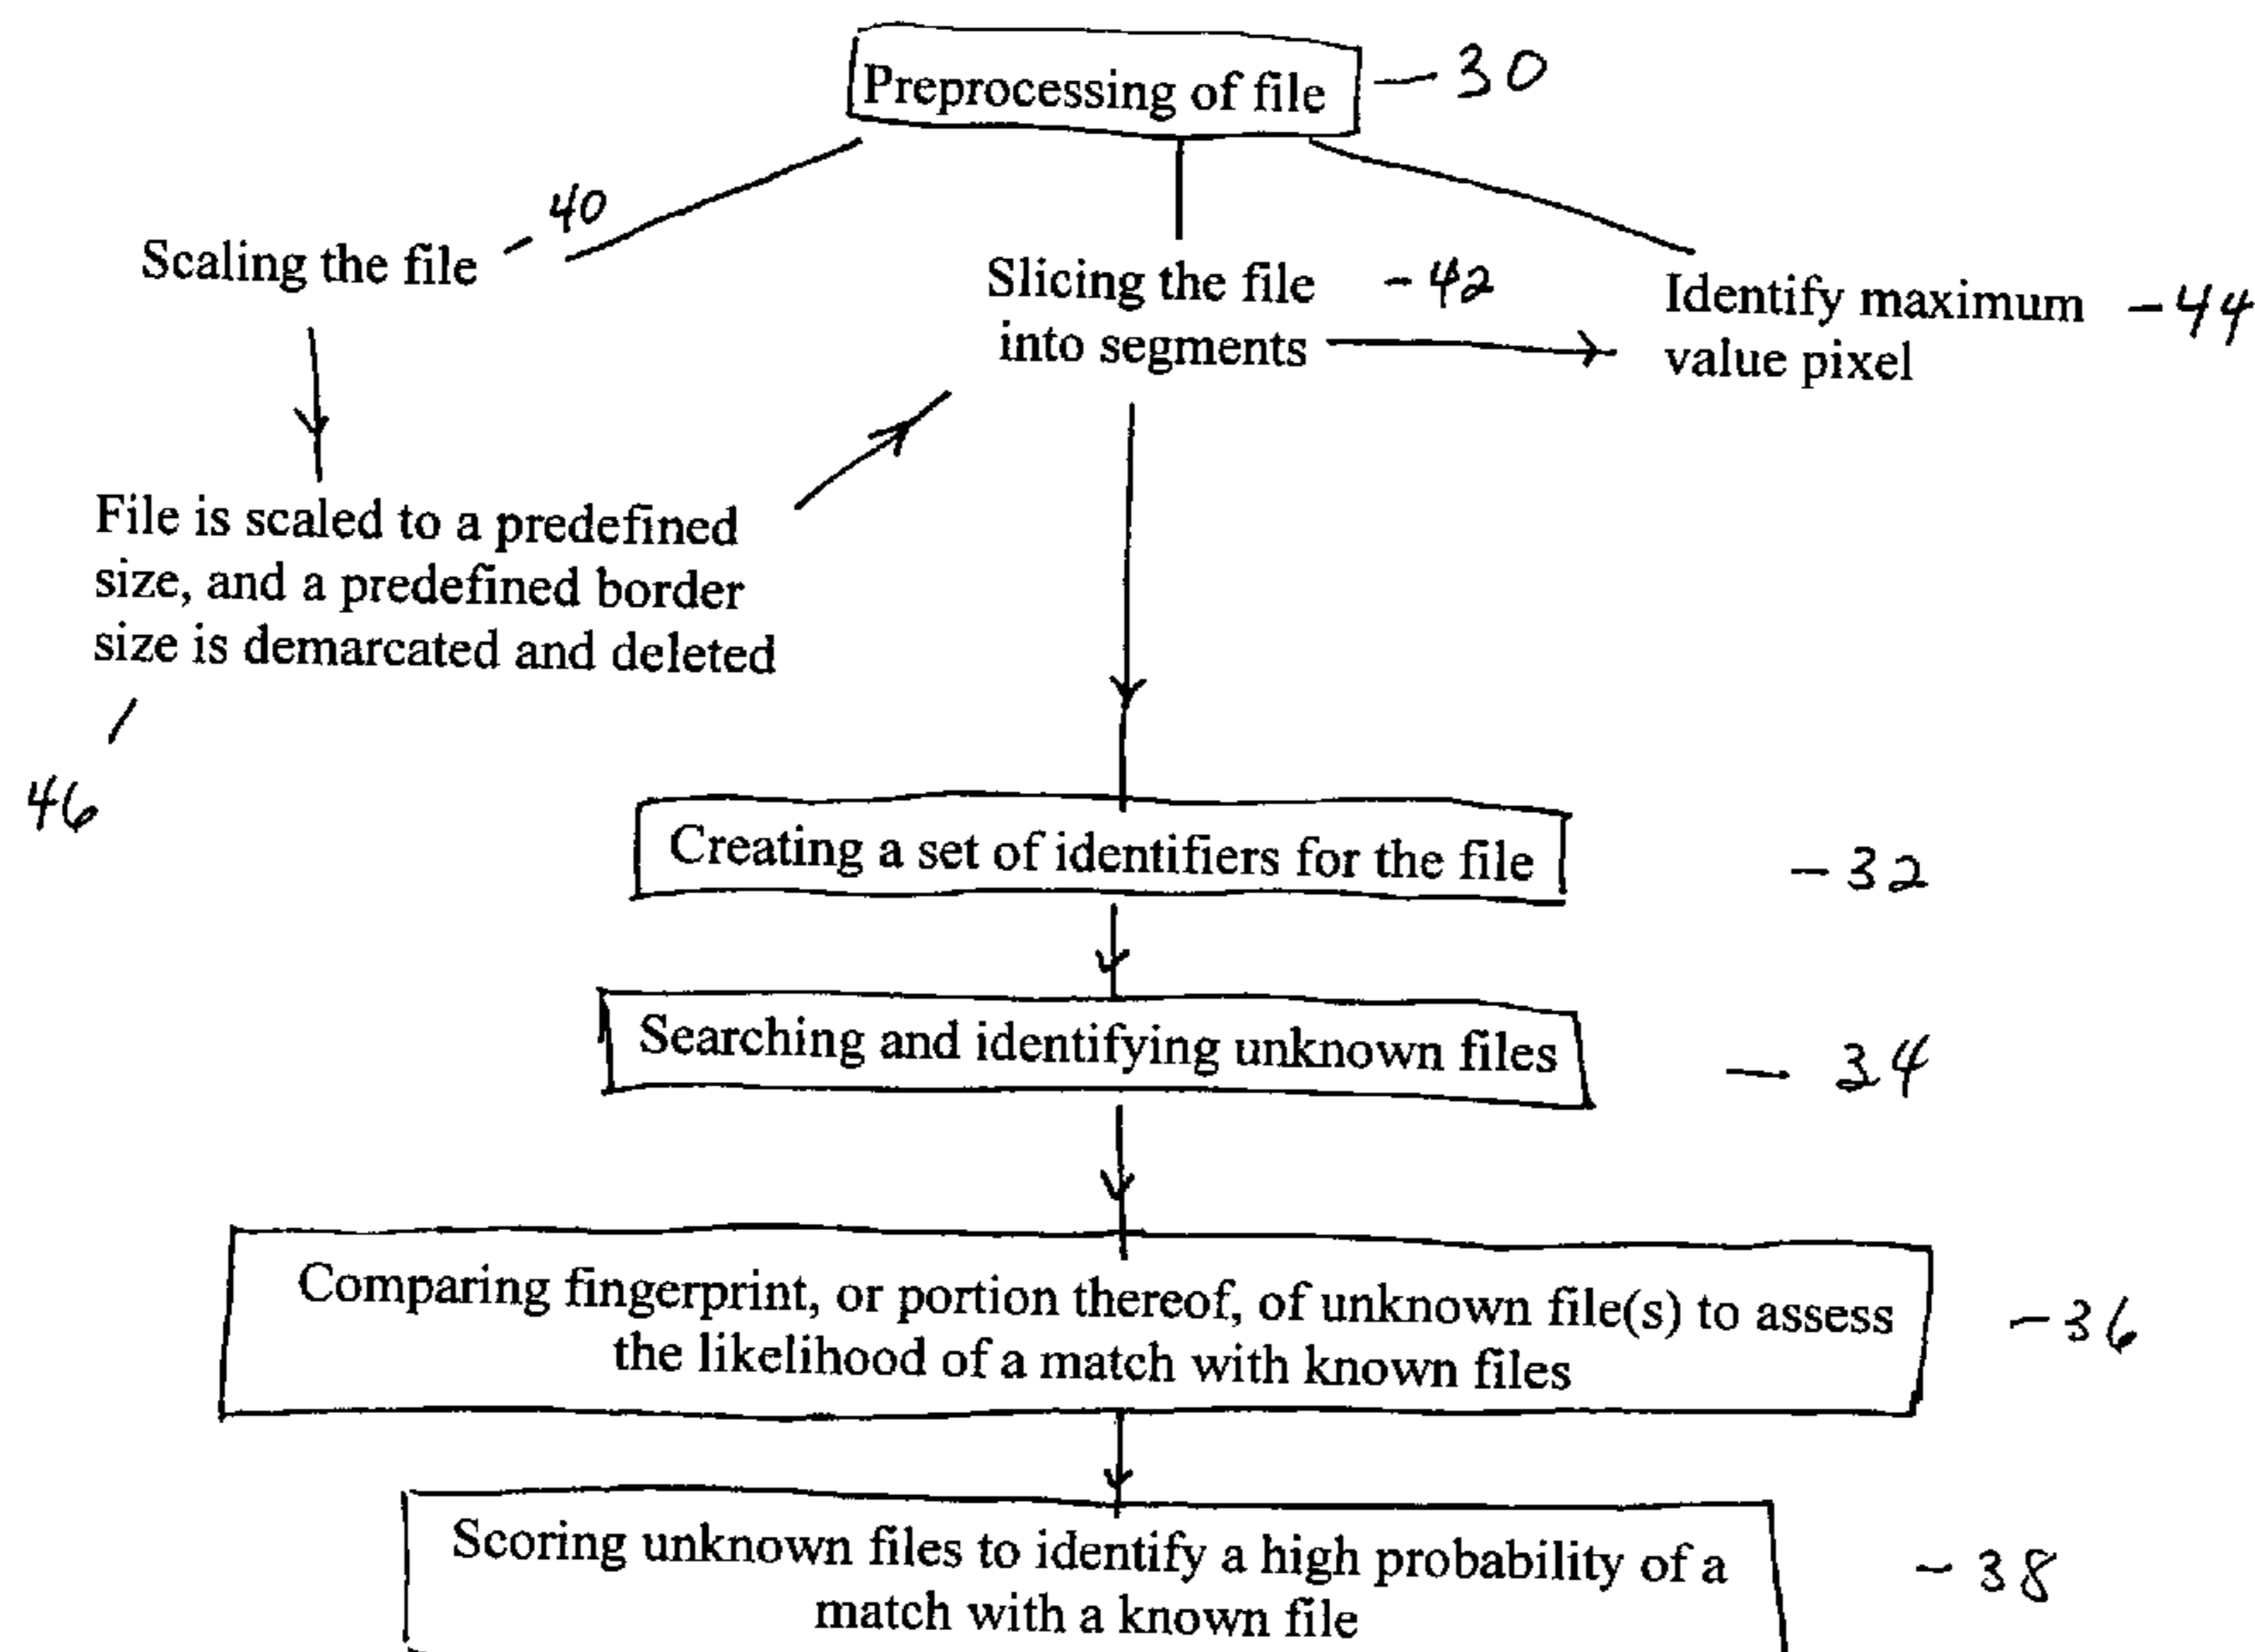 Preprocessing of file - 30
Scaling the file - 40
Slicing the file - 42
into segments
Identify maximum - 44
value pixel
File is scaled to a predefined
size, and a predefined border
size is demarcated and deleted
46
Creating a set of identifiers for the file - 32
Searching and identifying unknown files - 34
Comparing fingerprint, or portion thereof, of unknown file(s) to assess - 36
the likelihood of a match with known files
Scoring unknown files to identify a high probability of a - 38
match with a known file